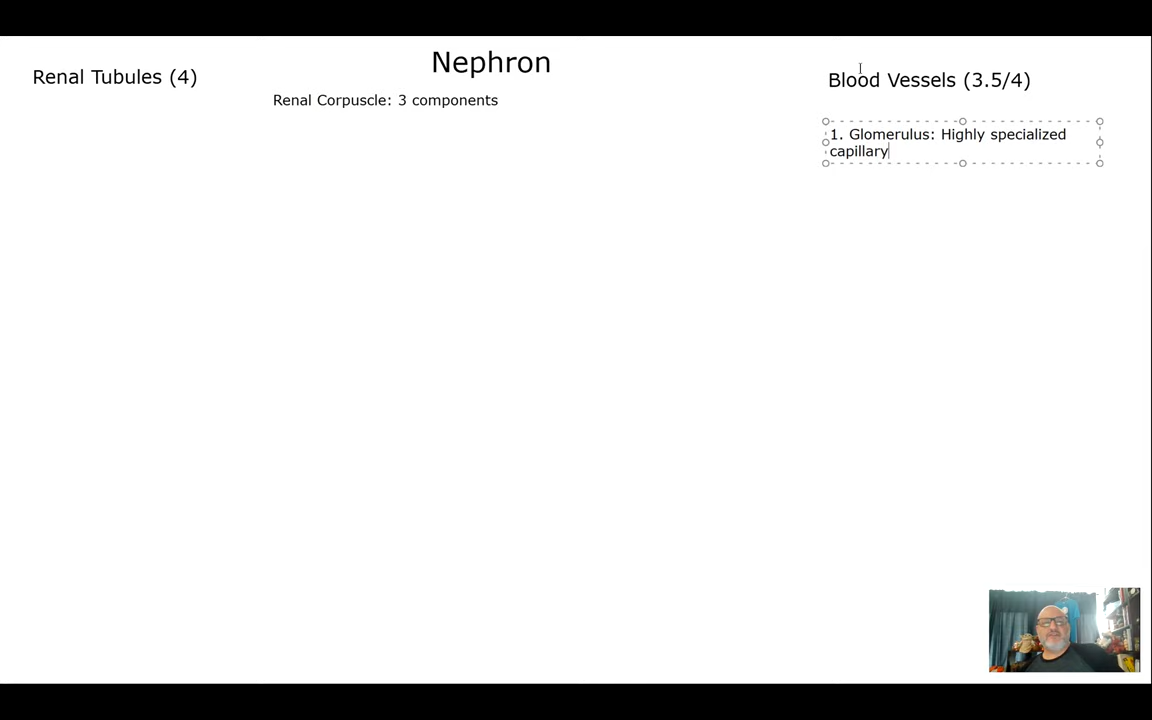 Nephron
Renal Tubules (4)
Blood Vessels (3.5/4)
Renal Corpuscle: 3 components
1. Glomerulus: Highly specialized
capillary